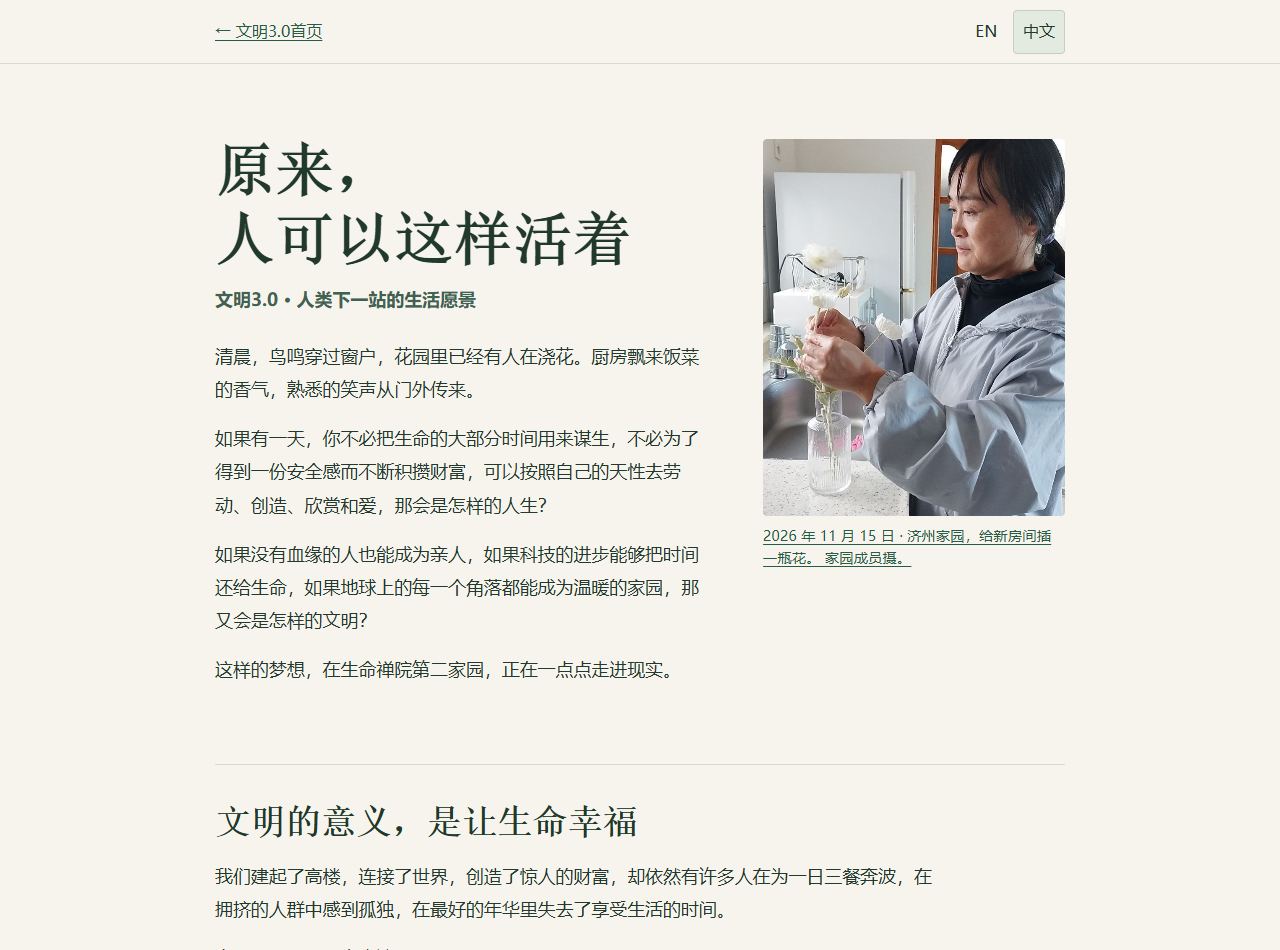 ← 文明3.0首页
EN
中文
原来，
人可以这样活着
文明3.0 · 人类下一站的生活愿景
清晨，鸟鸣穿过窗户，花园里已经有人在浇花。厨房飘来饭菜
的香气，熟悉的笑声从门外传来。
如果有一天，你不必把生命的大部分时间用来谋生，不必为了
得到一份安全感而不断积攒财富，可以按照自己的天性去劳
动、创造、欣赏和爱，那会是怎样的人生？
如果没有血缘的人也能成为亲人，如果科技的进步能够把时间
还给生命，如果地球上的每一个角落都能成为温暖的家园，那
又会是怎样的文明？
这样的梦想，在生命禅院第二家园，正在一点点走进现实。
2026 年 11 月 15 日 · 济州家园，给新房间插
一瓶花。 家园成员摄。
文明的意义，是让生命幸福
我们建起了高楼，连接了世界，创造了惊人的财富，却依然有许多人在为一日三餐奔波，在
拥挤的人群中感到孤独，在最好的年华里失去了享受生活的时间。